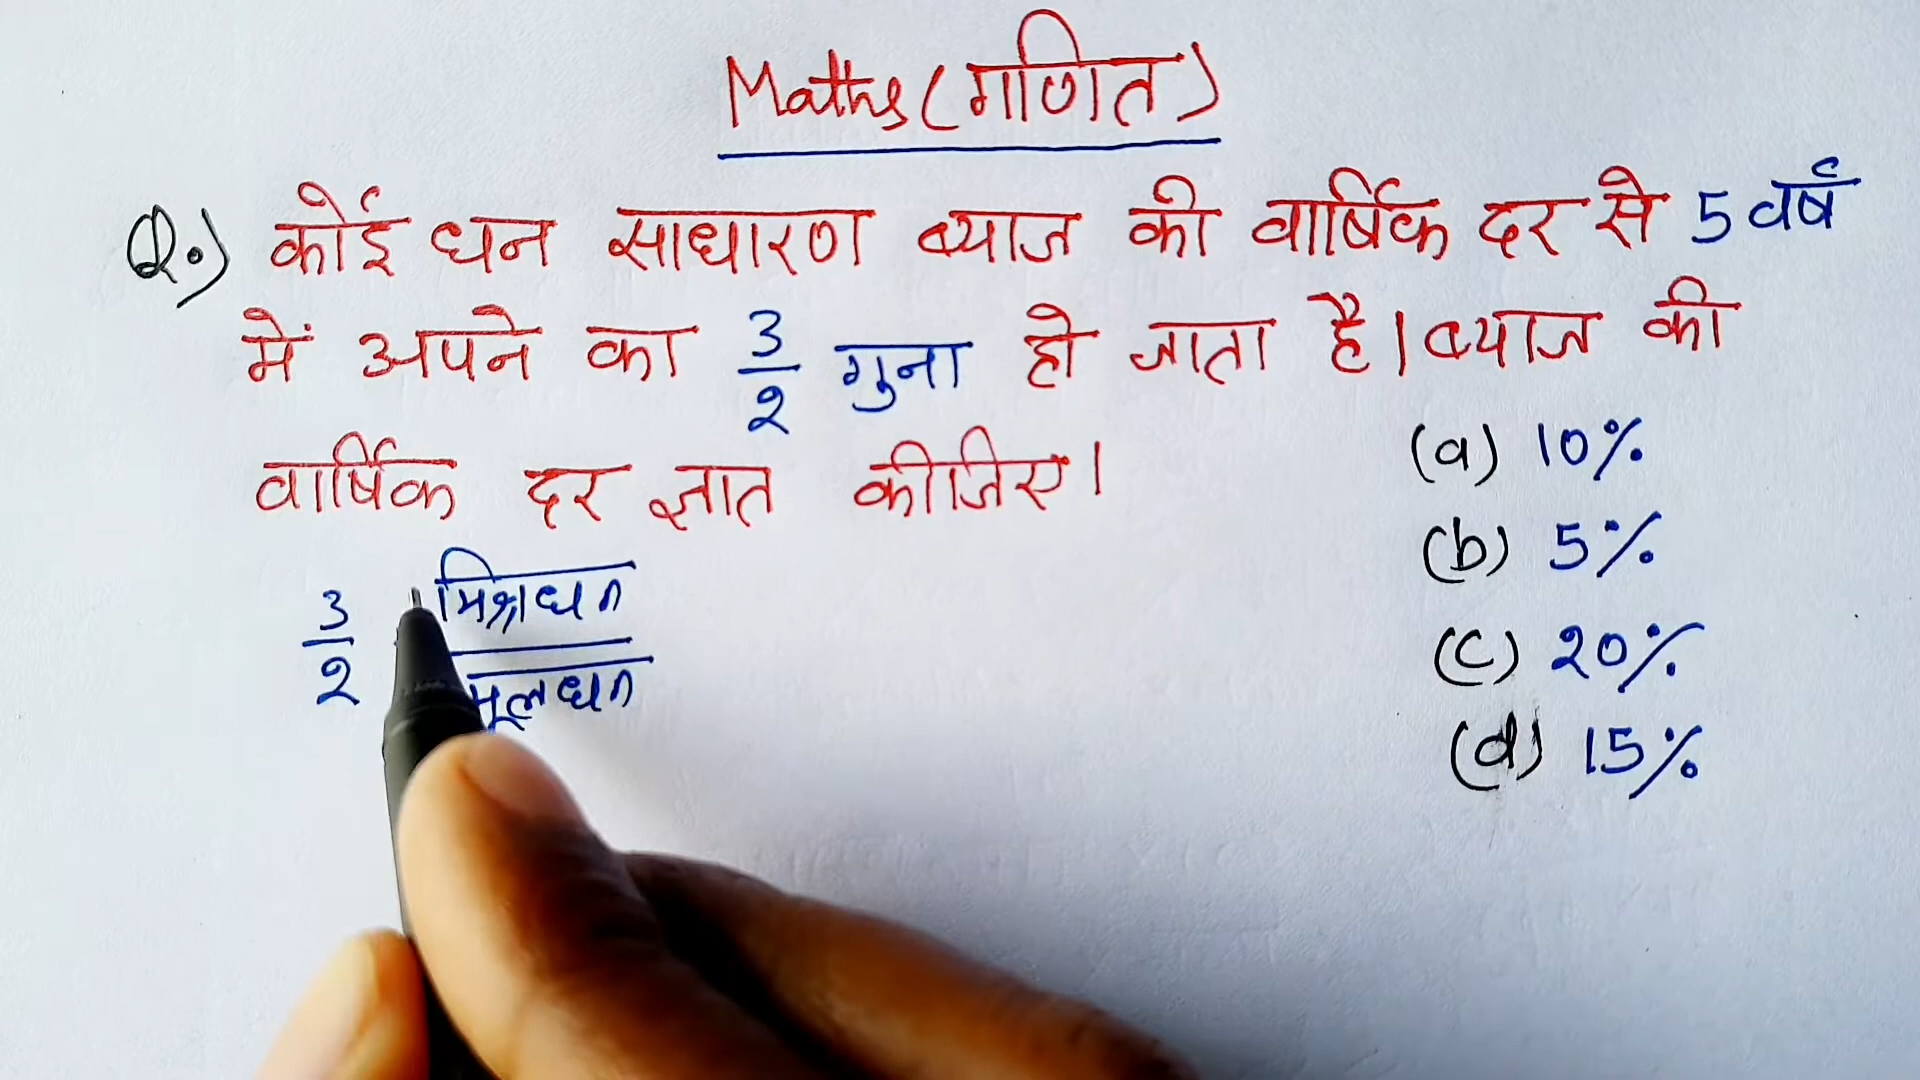 Maths (गणित)
Q.) कोई धन साधारण ब्याज की वार्षिक दर से 5 वर्ष
में अपने का 3/2 गुना हो जाता है। ब्याज की
वार्षिक दर ज्ञात कीजिए।
(a) 10%
(b) 5%
(c) 20%
(d) 15%
3/2 मिश्रधन/मूलधन